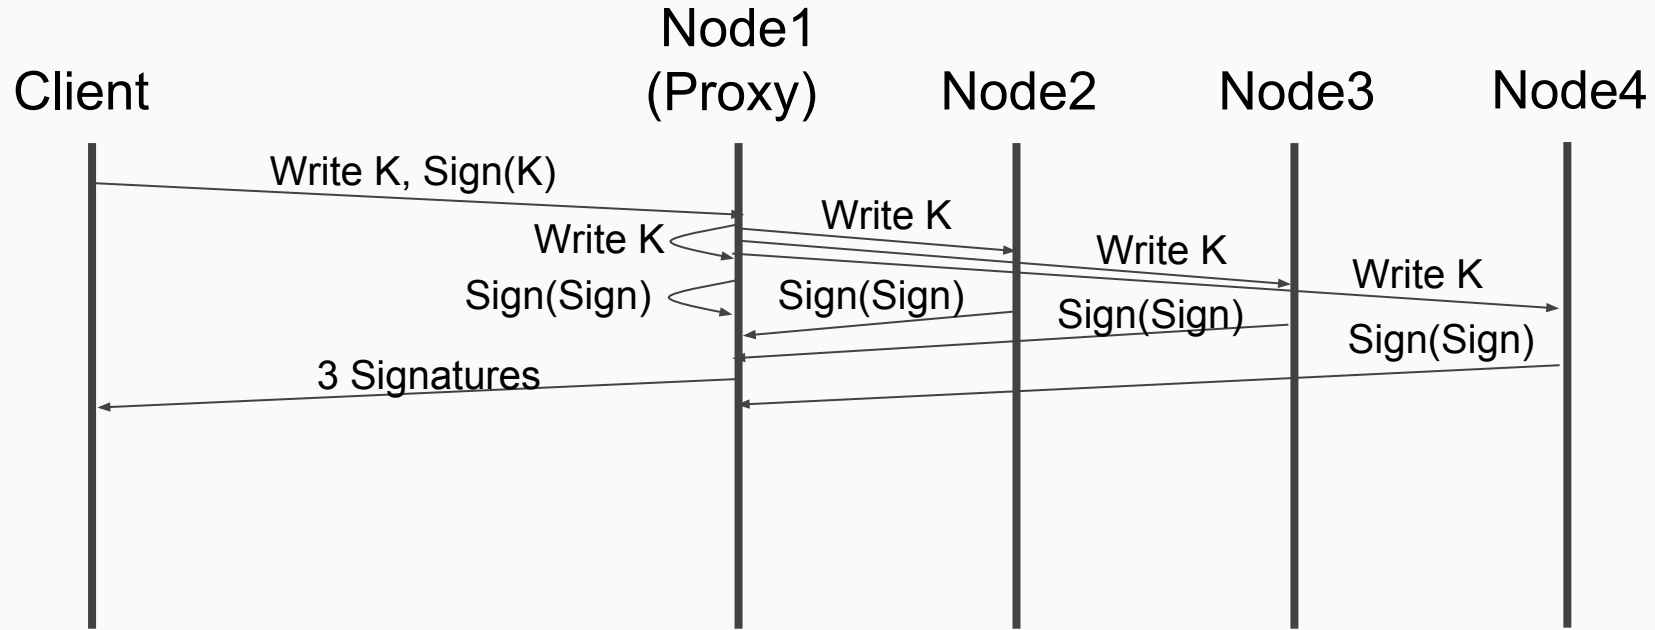 Node1
(Proxy)
Client
Node2
Node3
Node4
Write K, Sign(K)
Write K
Write K
Write K
Write K
Sign(Sign)
Sign(Sign)
Sign(Sign)
Sign(Sign)
3 Signatures